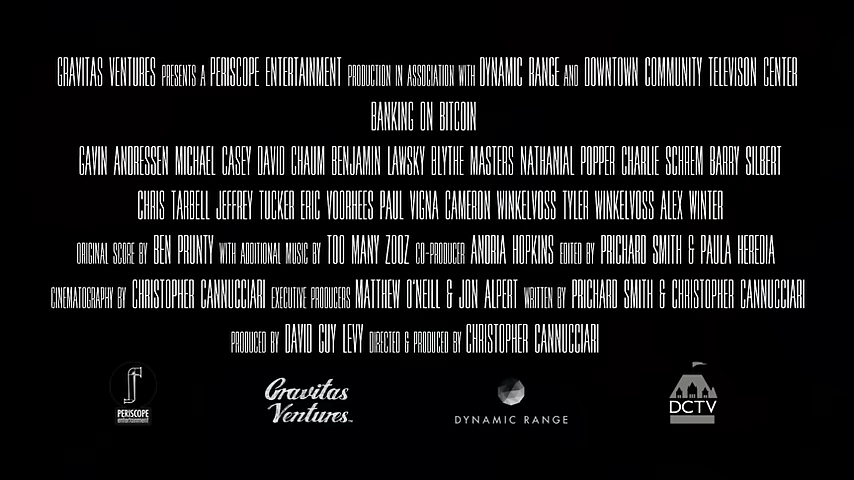 GRAVITAS VENTURES PRESENTS A PERISCOPE ENTERTAINMENT PRODUCTION IN ASSOCIATION WITH DYNAMIC RANGE AND DOWNTOWN COMMUNITY TELEVISON CENTER
BANKING ON BITCOIN
GAVIN ANDRESSEN MICHAEL CASEY DAVID CHAUM BENJAMIN LAWSKY BLYTHE MASTERS NATHANIAL POPPER CHARLIE SCHREM BARRY SILBERT
CHRIS TARBELL JEFFREY TUCKER ERIC VOORHEES PAUL VIGNA CAMERON WINKELVOSS TYLER WINKELVOSS ALEX WINTER
ORIGINAL SCORE BY BEN PRUNTY WITH ADDITIONAL MUSIC BY TOO MANY ZOOZ CO-PRODUCER ANDRIA HOPKINS EDITED BY PRICHARD SMITH & PAULA HEREDIA
CINEMATOGRAPHY BY CHRISTOPHER CANNUCCIARI EXECUTIVE PRODUCERS MATTHEW O'NEILL & JON ALPERT WRITTEN BY PRICHARD SMITH & CHRISTOPHER CANNUCCIARI
PRODUCED BY DAVID GUY LEVY DIRECTED & PRODUCED BY CHRISTOPHER CANNUCCIARI
PERISCOPE
entertainment
Gravitas
Ventures™
DYNAMIC RANGE
DCTV